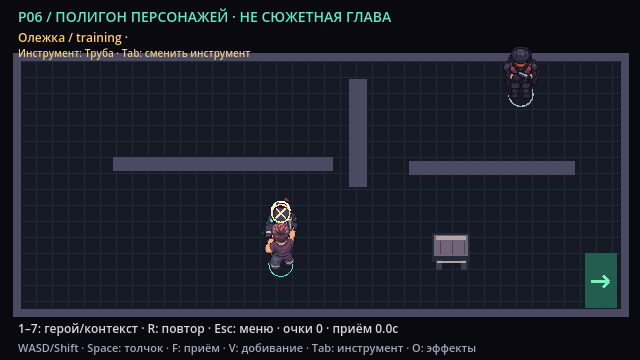 P06 / ПОЛИГОН ПЕРСОНАЖЕЙ · НЕ СЮЖЕТНАЯ ГЛАВА
Олежка / training ·
Инструмент: Труба · Tab: сменить инструмент
1–7: герой/контекст · R: повтор · Esc: меню · очки 0 · приём 0.0с
WASD/Shift · Space: толчок · F: приём · V: добивание · Tab: инструмент · O: эффекты